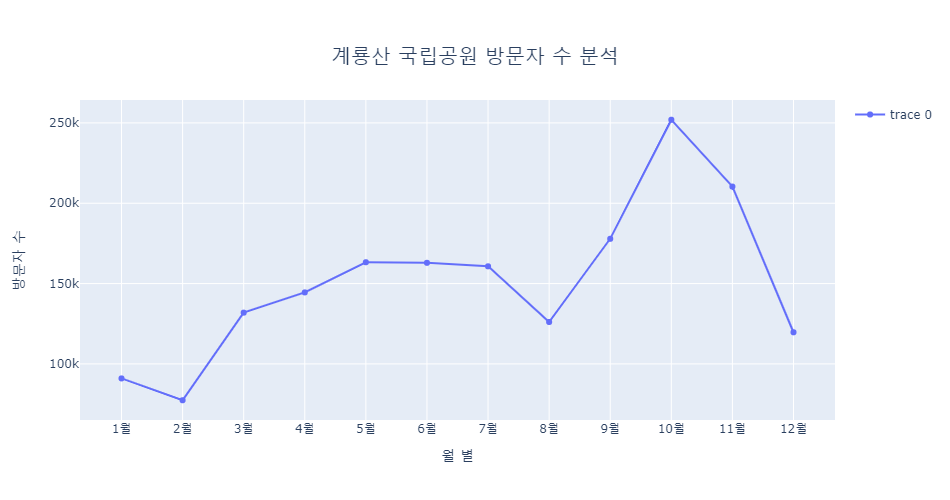 계룡산 국립공원 방문자 수 분석
trace 0
방문자 수
250k
200k
150k
100k
1월
2월
3월
4월
5월
6월
7월
8월
9월
10월
11월
12월
월 별